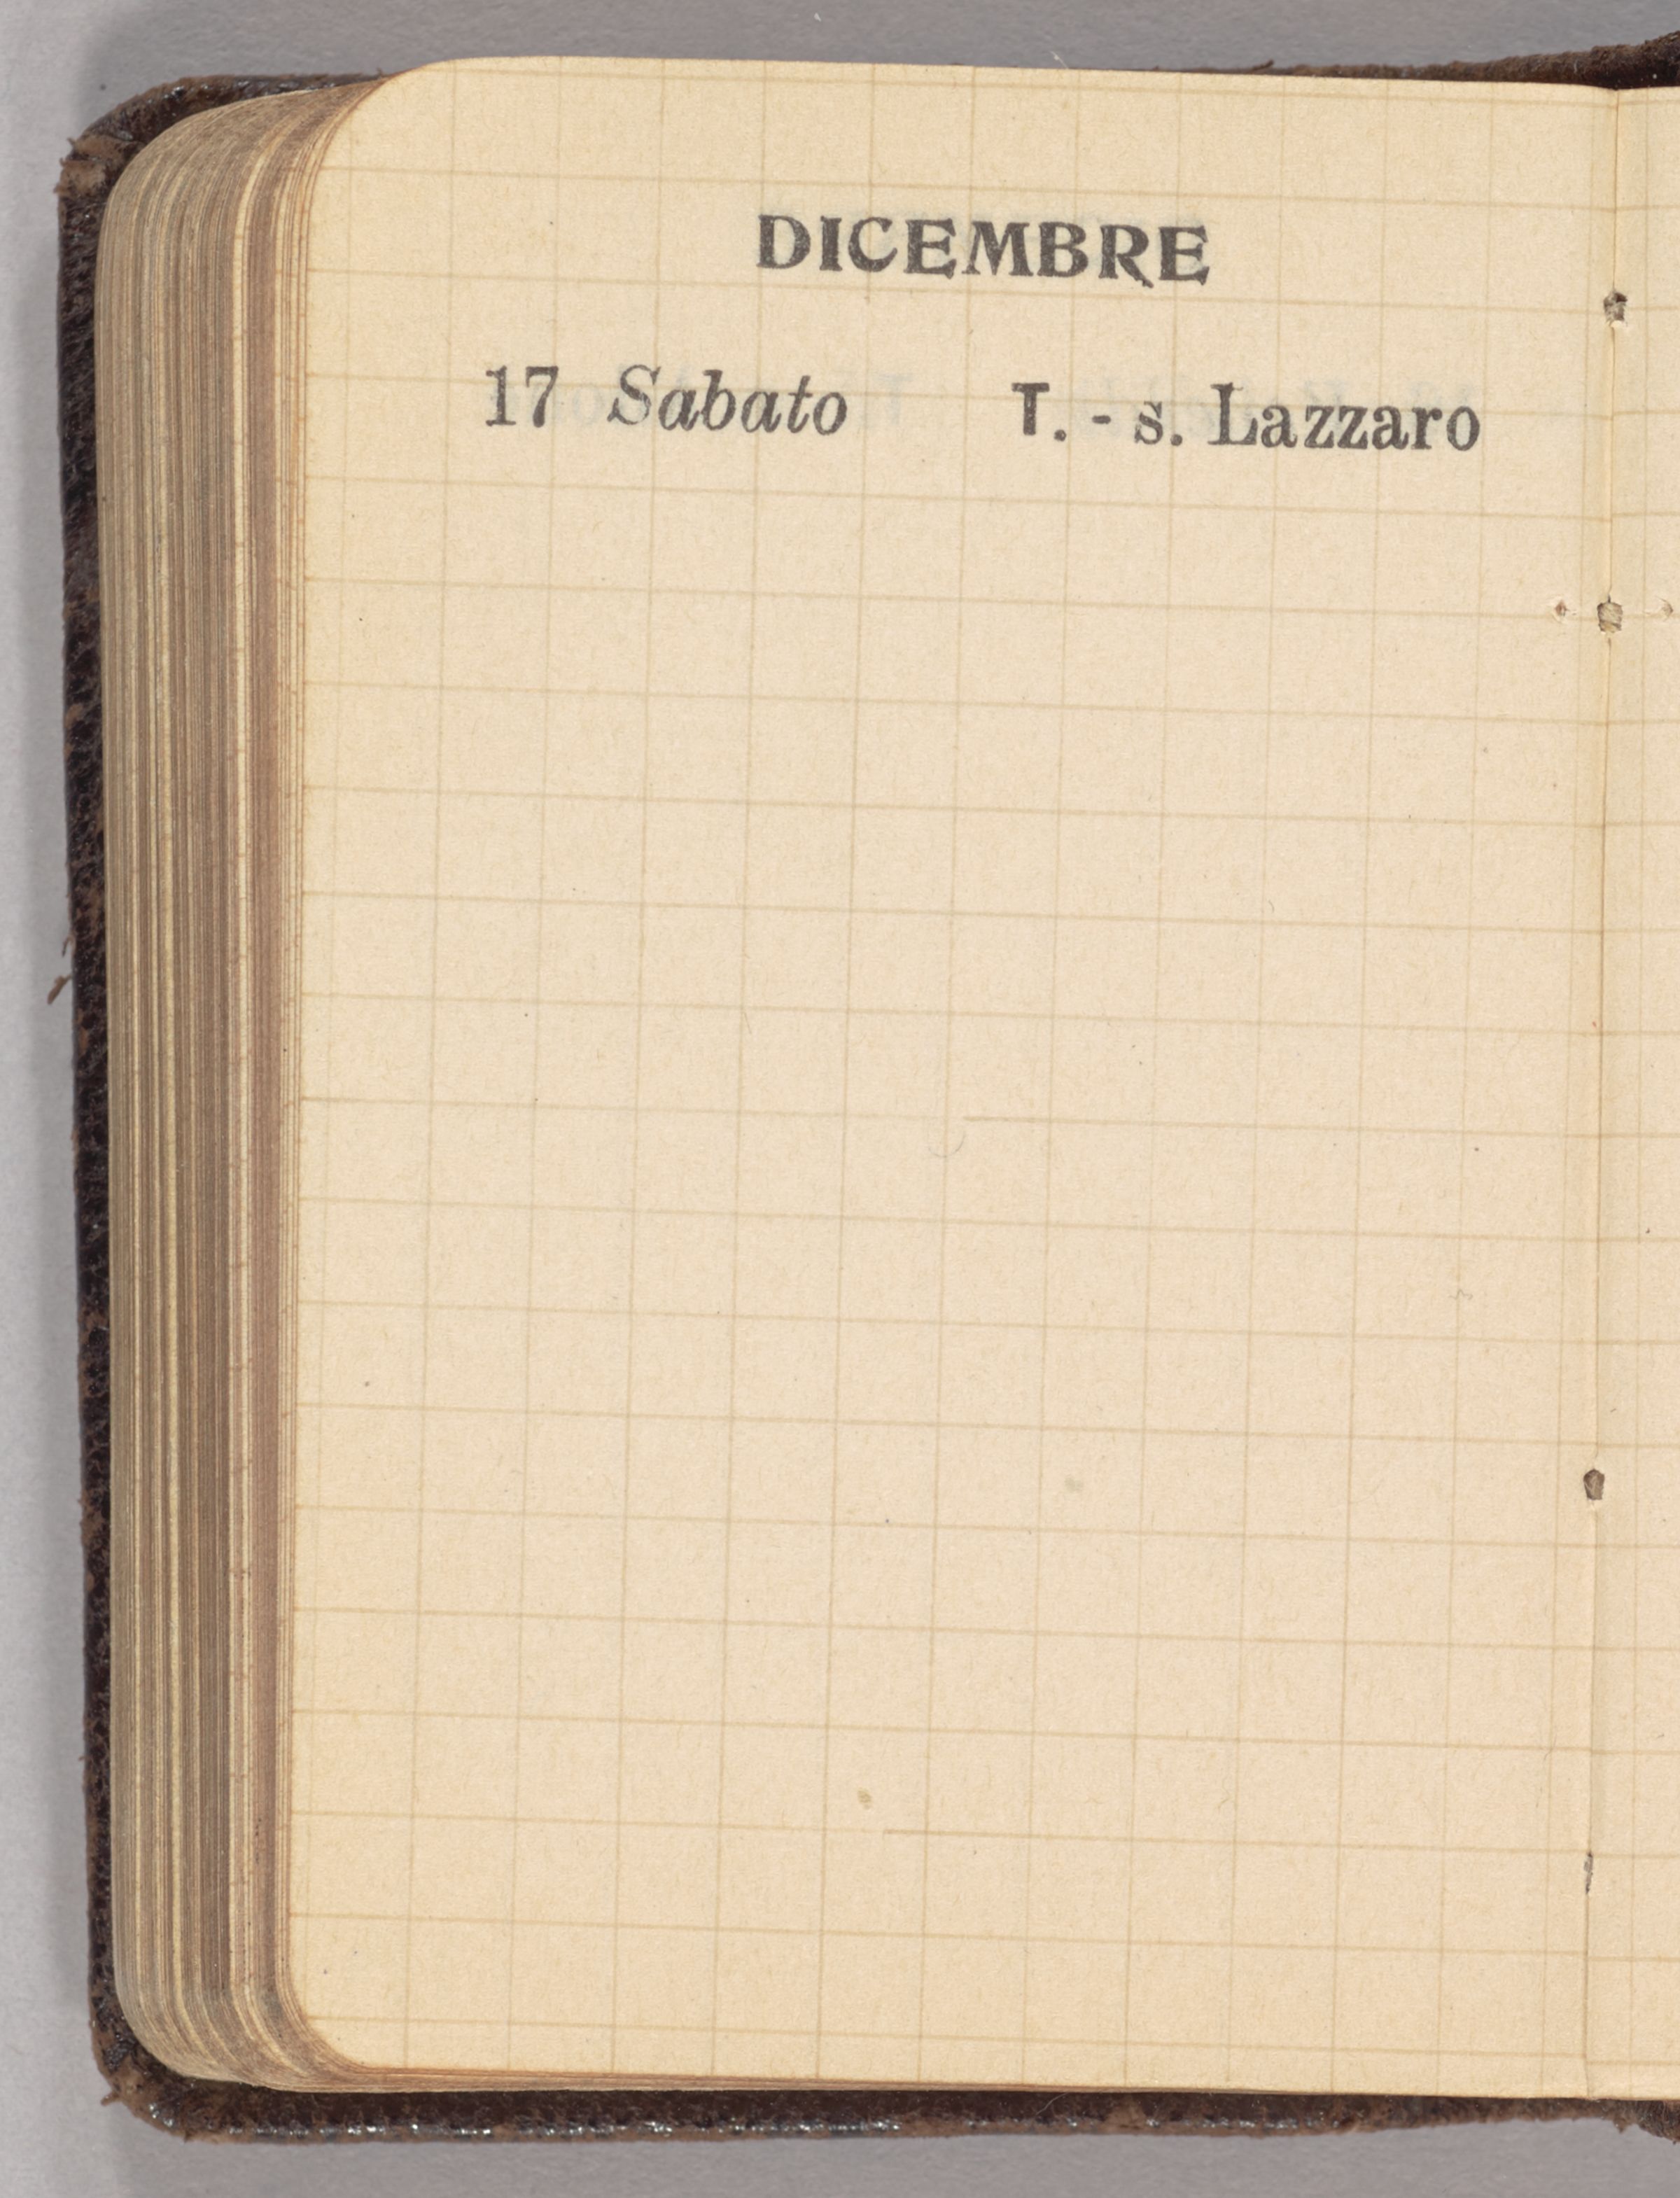 DICEMBRE
17 Sabato T. - s. Lazzaro